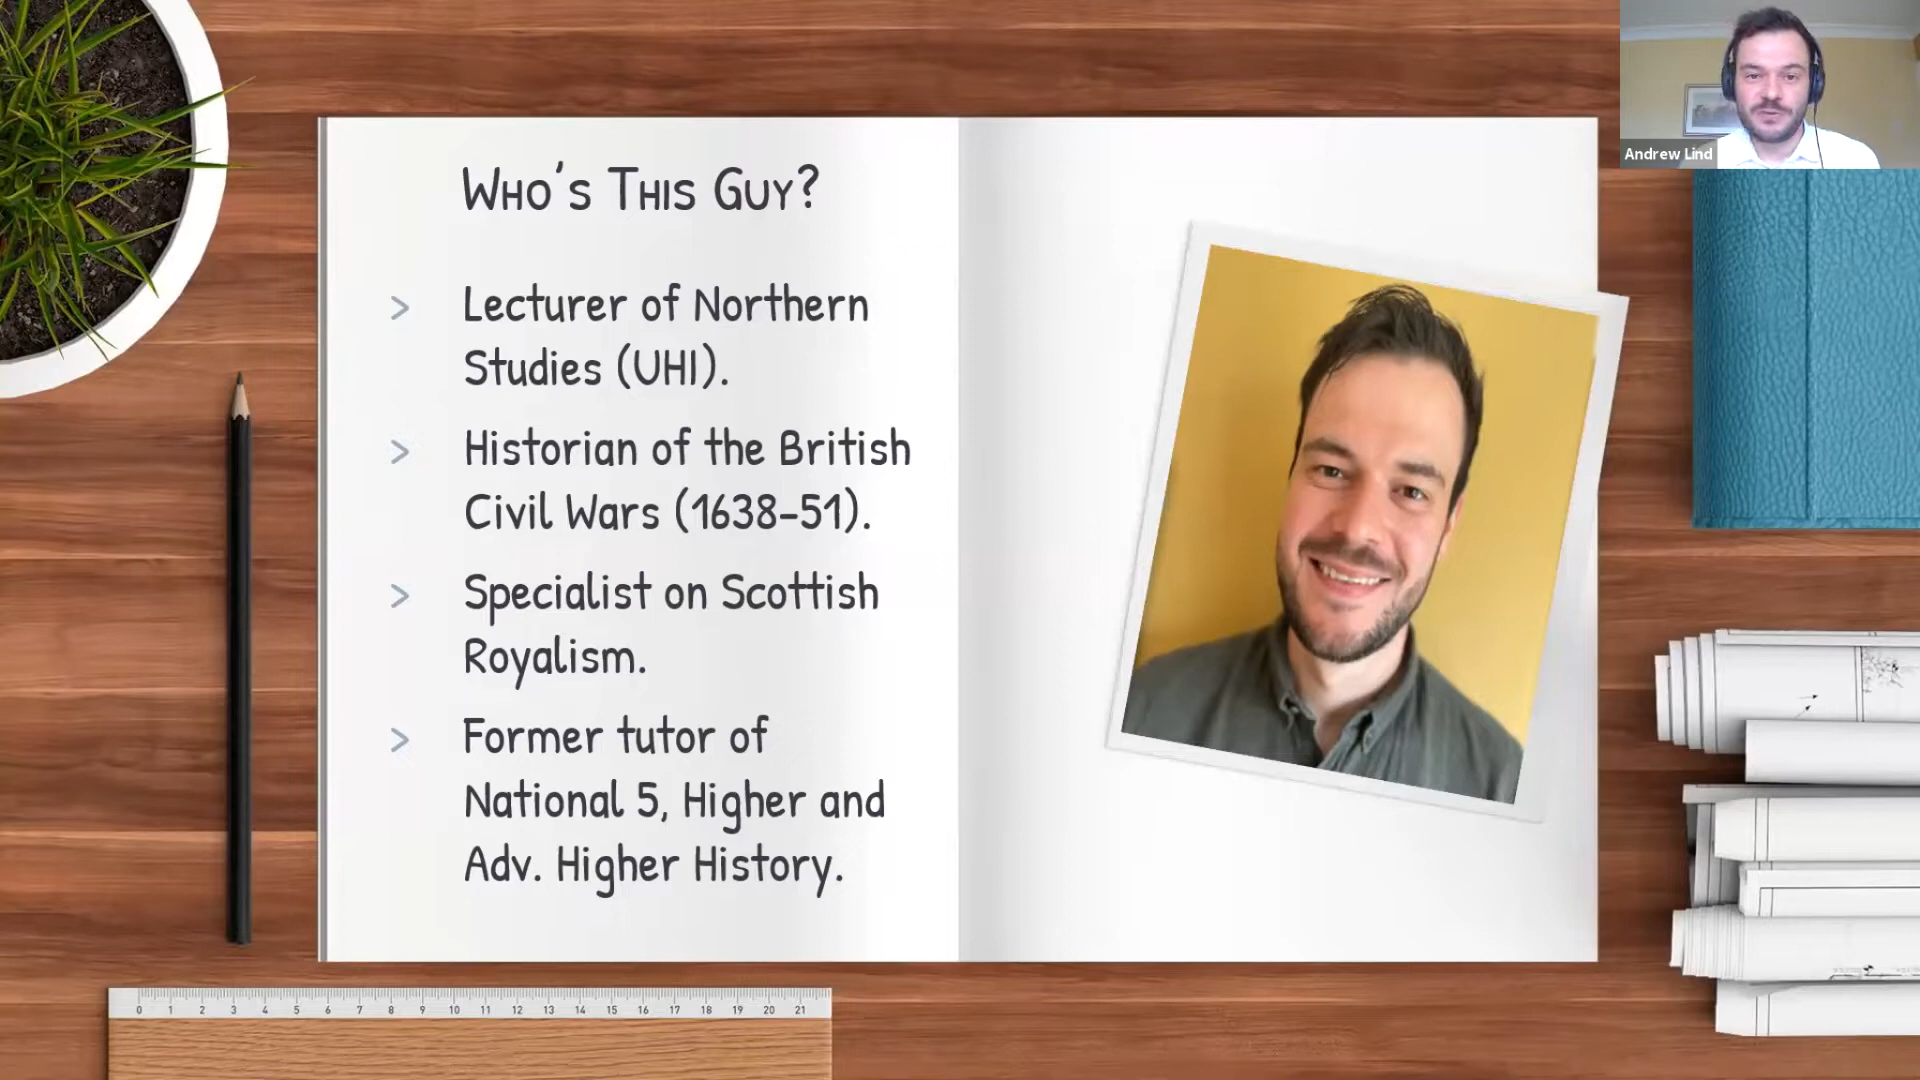 Andrew Lind
Who's This Guy?
> Lecturer of Northern
Studies (UHI).
> Historian of the British
Civil Wars (1638-51).
> Specialist on Scottish
Royalism.
> Former tutor of
National 5, Higher and
Adv. Higher History.
0 1 2 3 4 5 6 7 8 9 10 11 12 13 14 15 16 17 18 19 20 21